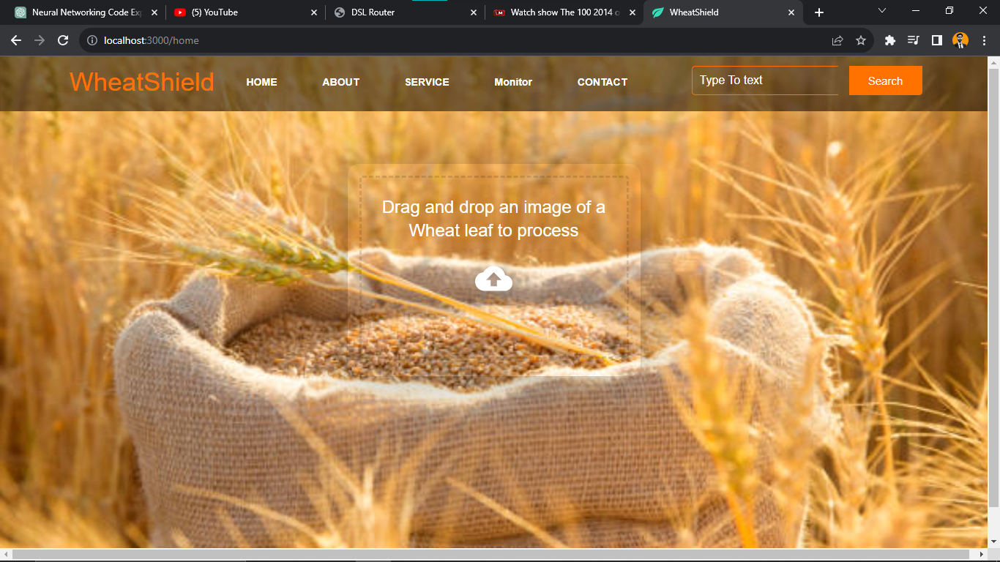 Neural Networking Code Ex
(5) YouTube
DSL Router
Watch show The 100 2014 o
WheatShield
localhost:3000/home
WheatShield
HOME
ABOUT
SERVICE
Monitor
CONTACT
Type To text
Search
Drag and drop an image of a
Wheat leaf to process